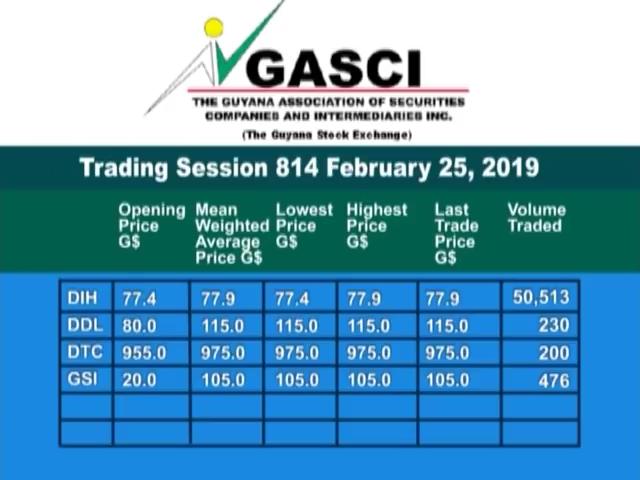 GASCI
THE GUYANA ASSOCIATION OF SECURITIES
COMPANIES AND INTERMEDIARIES INC.
(The Guyana Stock Exchange)
Trading Session 814 February 25, 2019
Opening Price G$ Mean Weighted Average Price G$ Lowest Price G$ Highest Price G$ Last Trade Price G$ Volume Traded
DIH 77.4 77.9 77.4 77.9 77.9 50,513
DDL 80.0 115.0 115.0 115.0 115.0 230
DTC 955.0 975.0 975.0 975.0 975.0 200
GSI 20.0 105.0 105.0 105.0 105.0 476